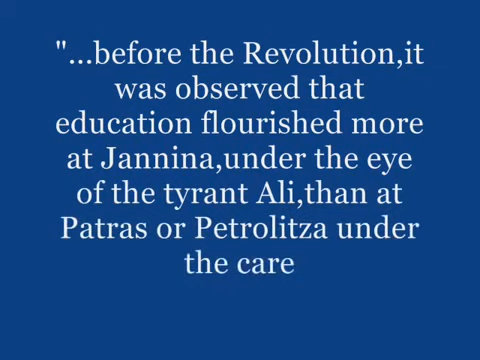 "...before the Revolution,it
was observed that
education flourished more
at Jannina,under the eye
of the tyrant Ali,than at
Patras or Petrolitza under
the care